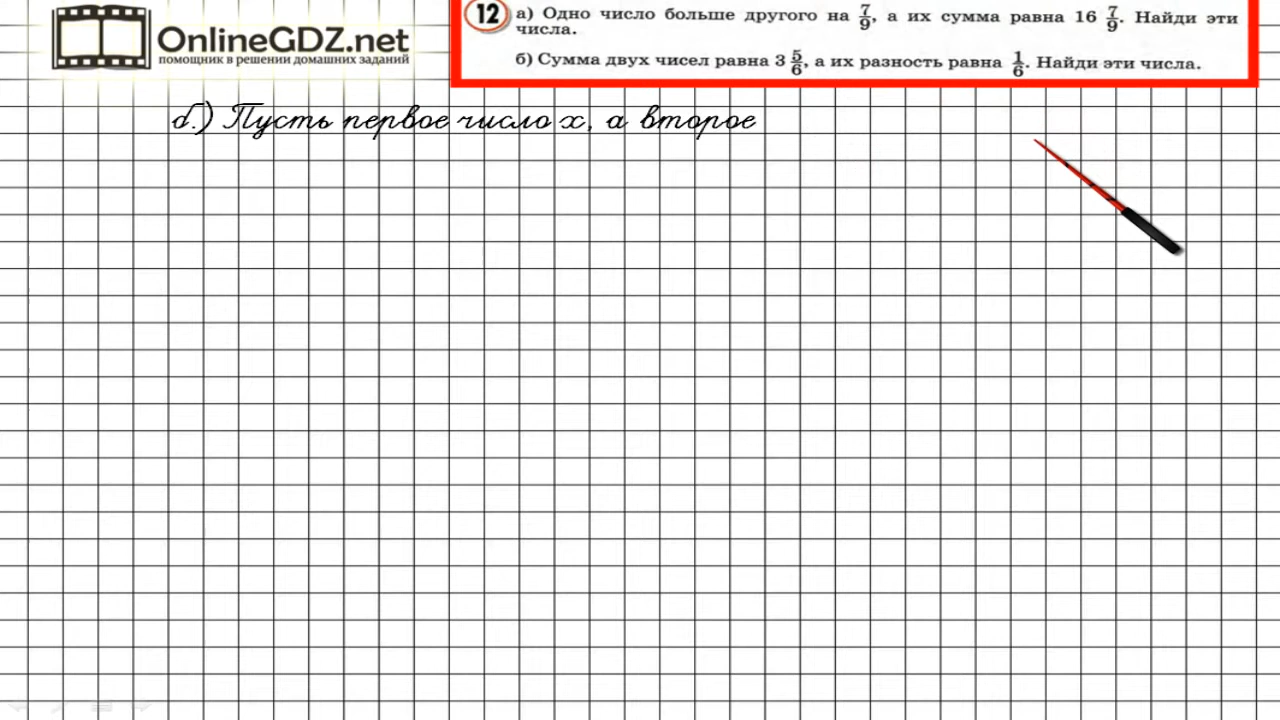 OnlineGDZ.net
помощник в решении домашних заданий
12 а) Одно число больше другого на 7/9, а их сумма равна 16 7/9. Найди эти
числа.
б) Сумма двух чисел равна 3 5/6, а их разность равна 1/6. Найди эти числа.
б.) Пусть первое число x, а второе